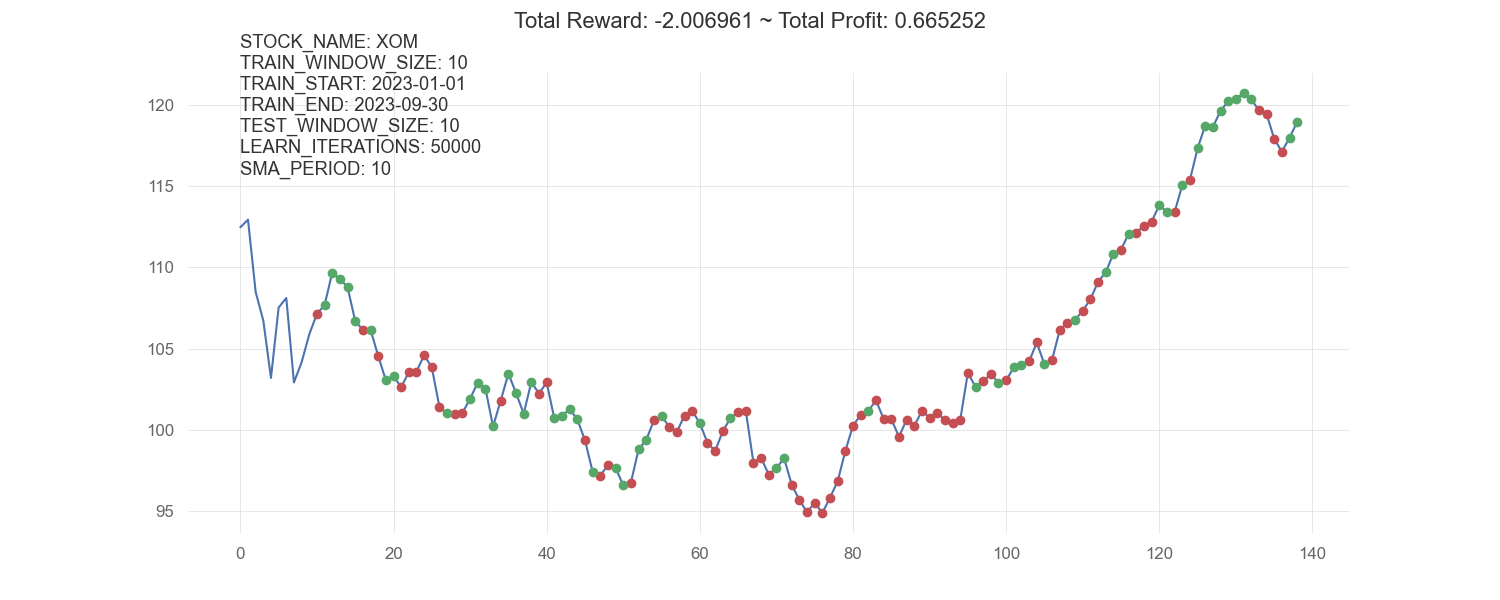 Total Reward: -2.006961 ~ Total Profit: 0.665252
STOCK_NAME: XOM
TRAIN_WINDOW_SIZE: 10
TRAIN_START: 2023-01-01
TRAIN_END: 2023-09-30
TEST_WINDOW_SIZE: 10
LEARN_ITERATIONS: 50000
SMA_PERIOD: 10
120
115
110
105
100
95
0 20 40 60 80 100 120 140